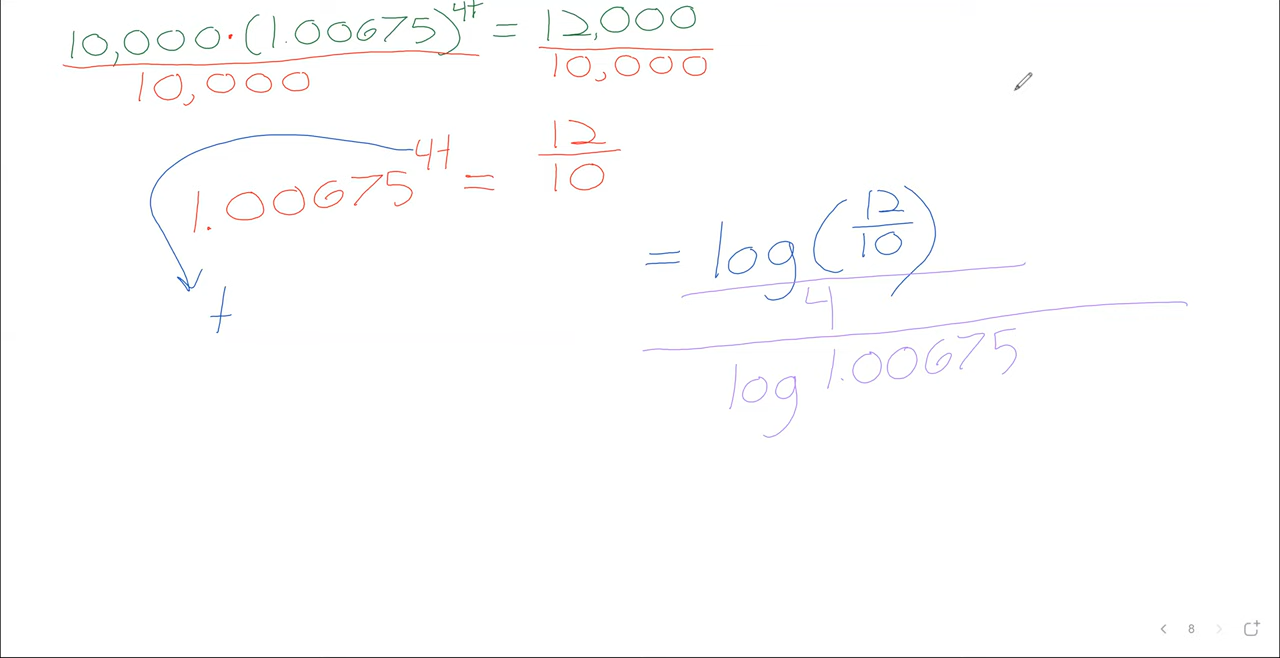 10,000·(1.00675)^4t = 12,000
10,000 10,000
1.00675^4t = 12
10
t = log(12/10)
4
log 1.00675
8